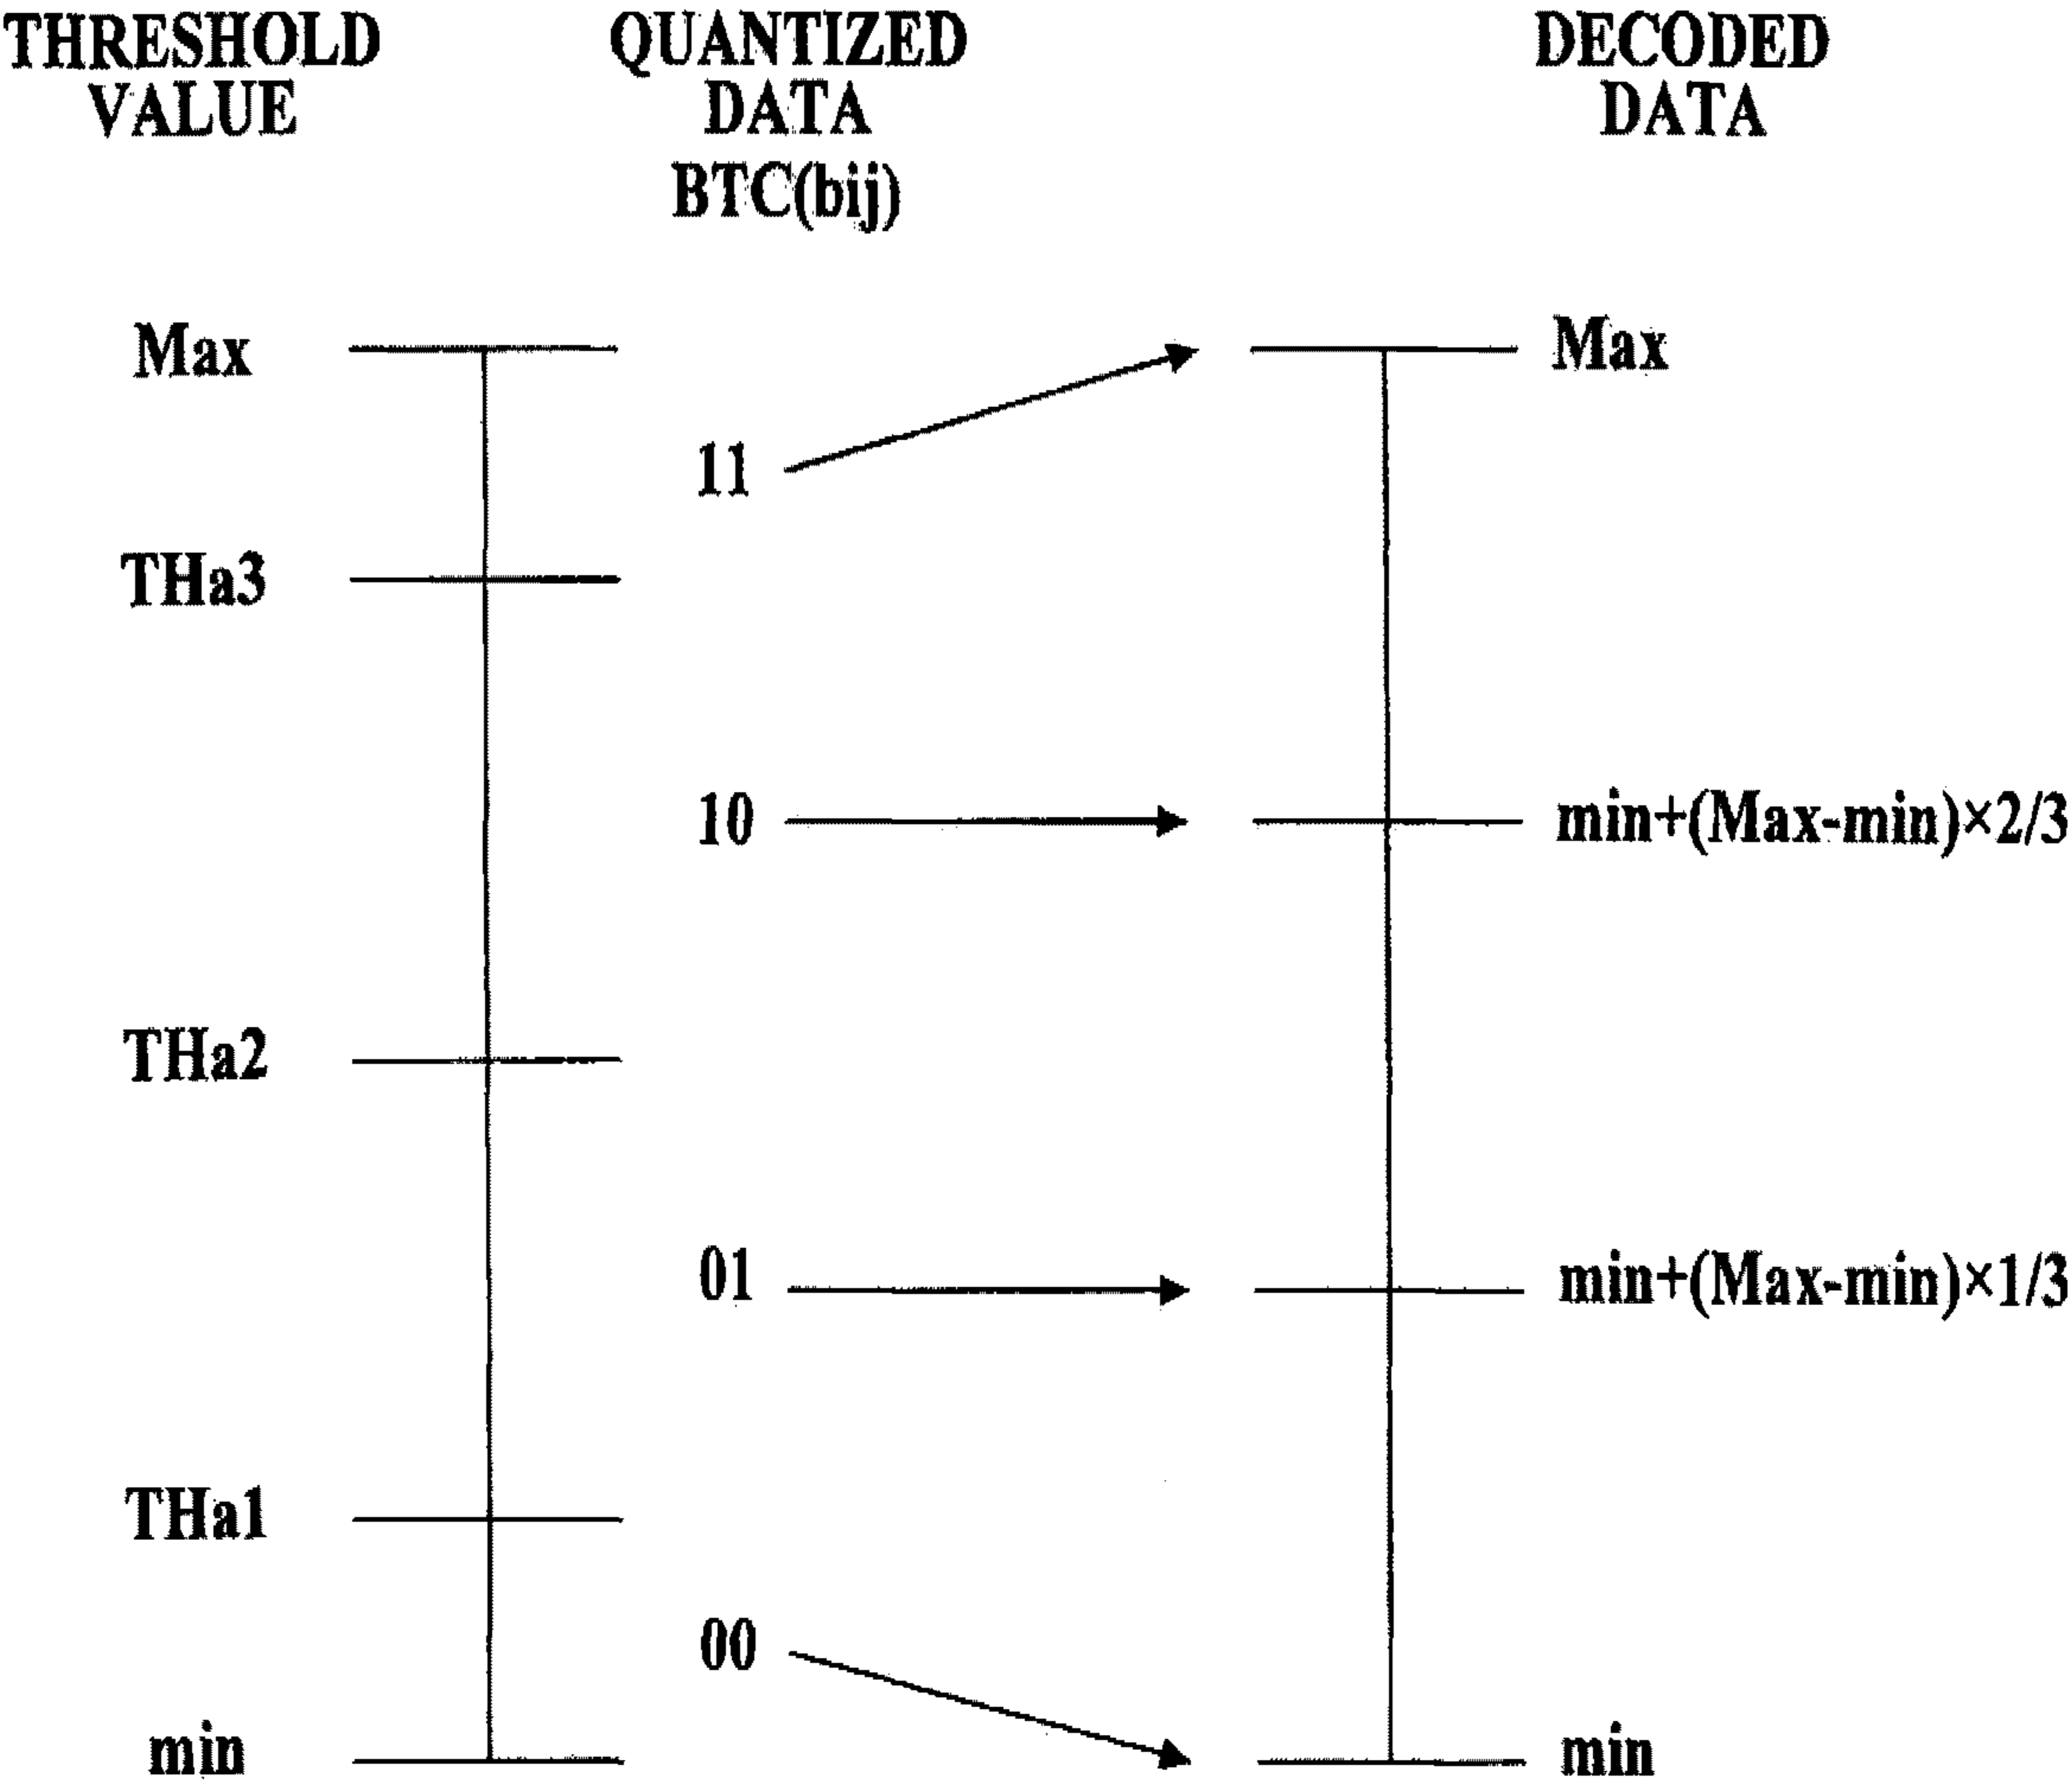 THRESHOLD
VALUE
QUANTIZED
DATA
BTC(bij)
DECODED
DATA
Max
Max
11
THa3
10
min+(Max-min)×2/3
THa2
01
min+(Max-min)×1/3
THa1
00
min
min